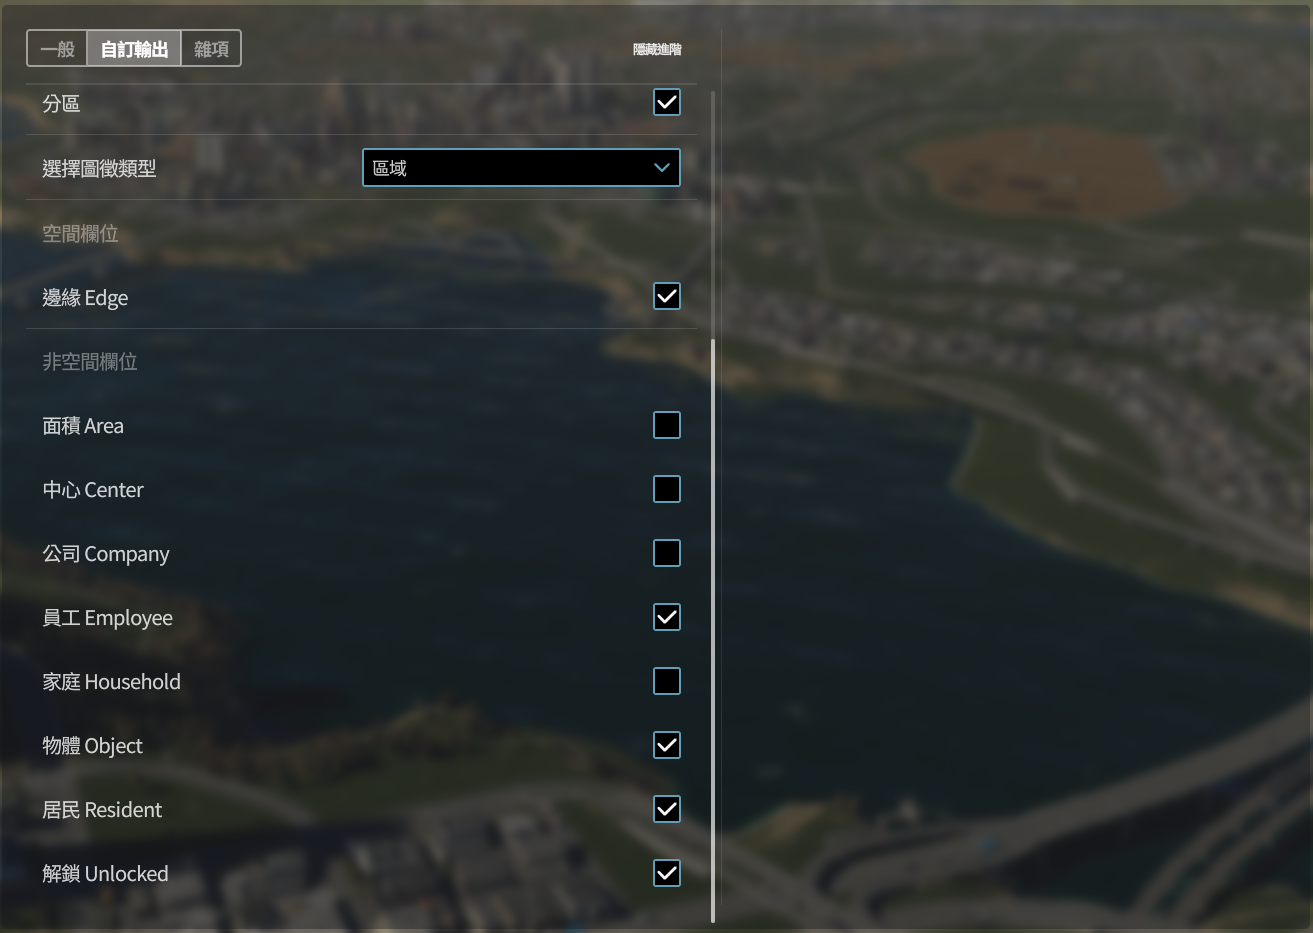 一般 自訂輸出 雜項 隱藏進階
分區
選擇圖徵類型 區域
空間欄位
邊緣 Edge
非空間欄位
面積 Area
中心 Center
公司 Company
員工 Employee
家庭 Household
物體 Object
居民 Resident
解鎖 Unlocked